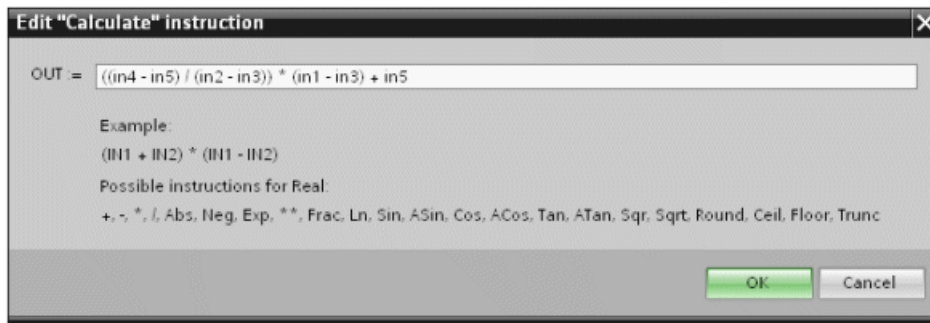 Edit "Calculate" instruction
OUT := ((in4 - in5) / (in2 - in3)) * (in1 - in3) + in5
Example:
(IN1 + IN2) * (IN1 - IN2)
Possible instructions for Real:
+, -, *, /, Abs, Neg, Exp, **, Frac, Ln, Sin, ASin, Cos, ACos, Tan, ATan, Sqr, Sqrt, Round, Ceil, Floor, Trunc
OK Cancel